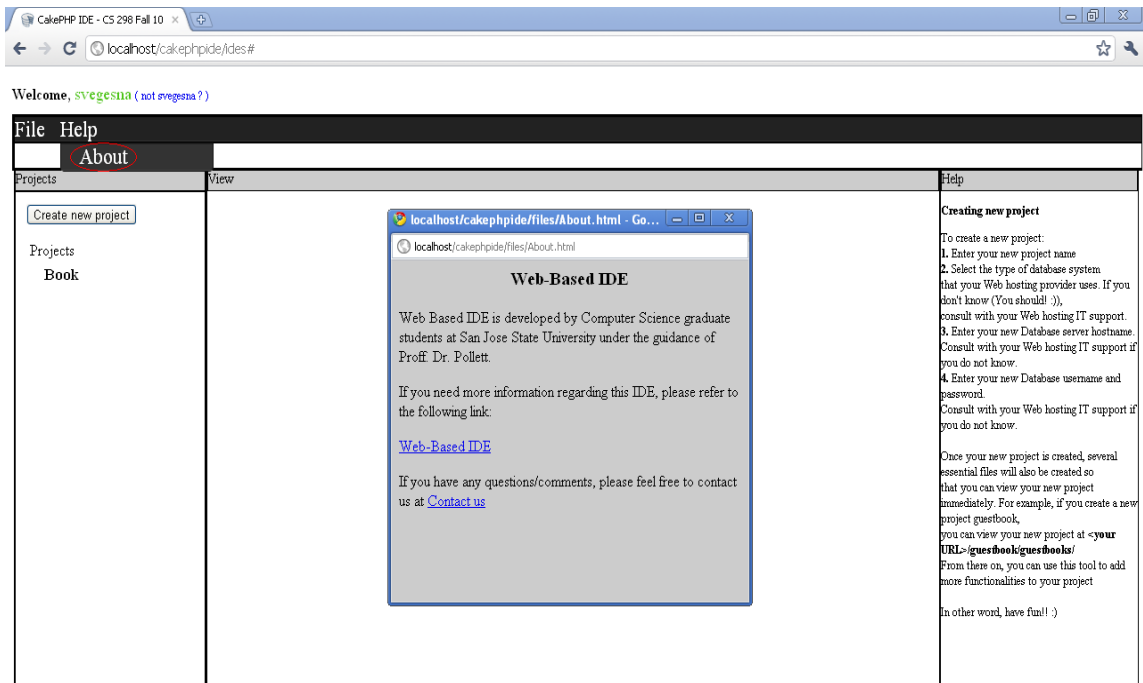 CakePHP IDE - CS 298 Fall 10
localhost/cakephpide/ides#
Welcome, svegesna ( not svegesna ? )
File Help
About
Projects
View
Help
Create new project
Projects
Book
localhost/cakephpide/files/About.html - Go...
localhost/cakephpide/files/About.html
Web-Based IDE
Web Based IDE is developed by Computer Science graduate
students at San Jose State University under the guidance of
Proff. Dr. Pollett.
If you need more information regarding this IDE, please refer to
the following link:
Web-Based IDE
If you have any questions/comments, please feel free to contact
us at Contact us
Creating new project
To create a new project:
1. Enter your new project name
2. Select the type of database system
that your Web hosting provider uses. If you
don't know (You should! :)),
consult with your Web hosting IT support.
3. Enter your new Database server hostname.
Consult with your Web hosting IT support if
you do not know.
4. Enter your new Database username and
password.
Consult with your Web hosting IT support if
you do not know.
Once your new project is created, several
essential files will also be created so
that you can view your new project
immediately. For example, if you create a new
project guestbook,
you can view your new project at <your
URL>/guestbook/guestbooks/
From there on, you can use this tool to add
more functionalities to your project
In other word, have fun!! :)